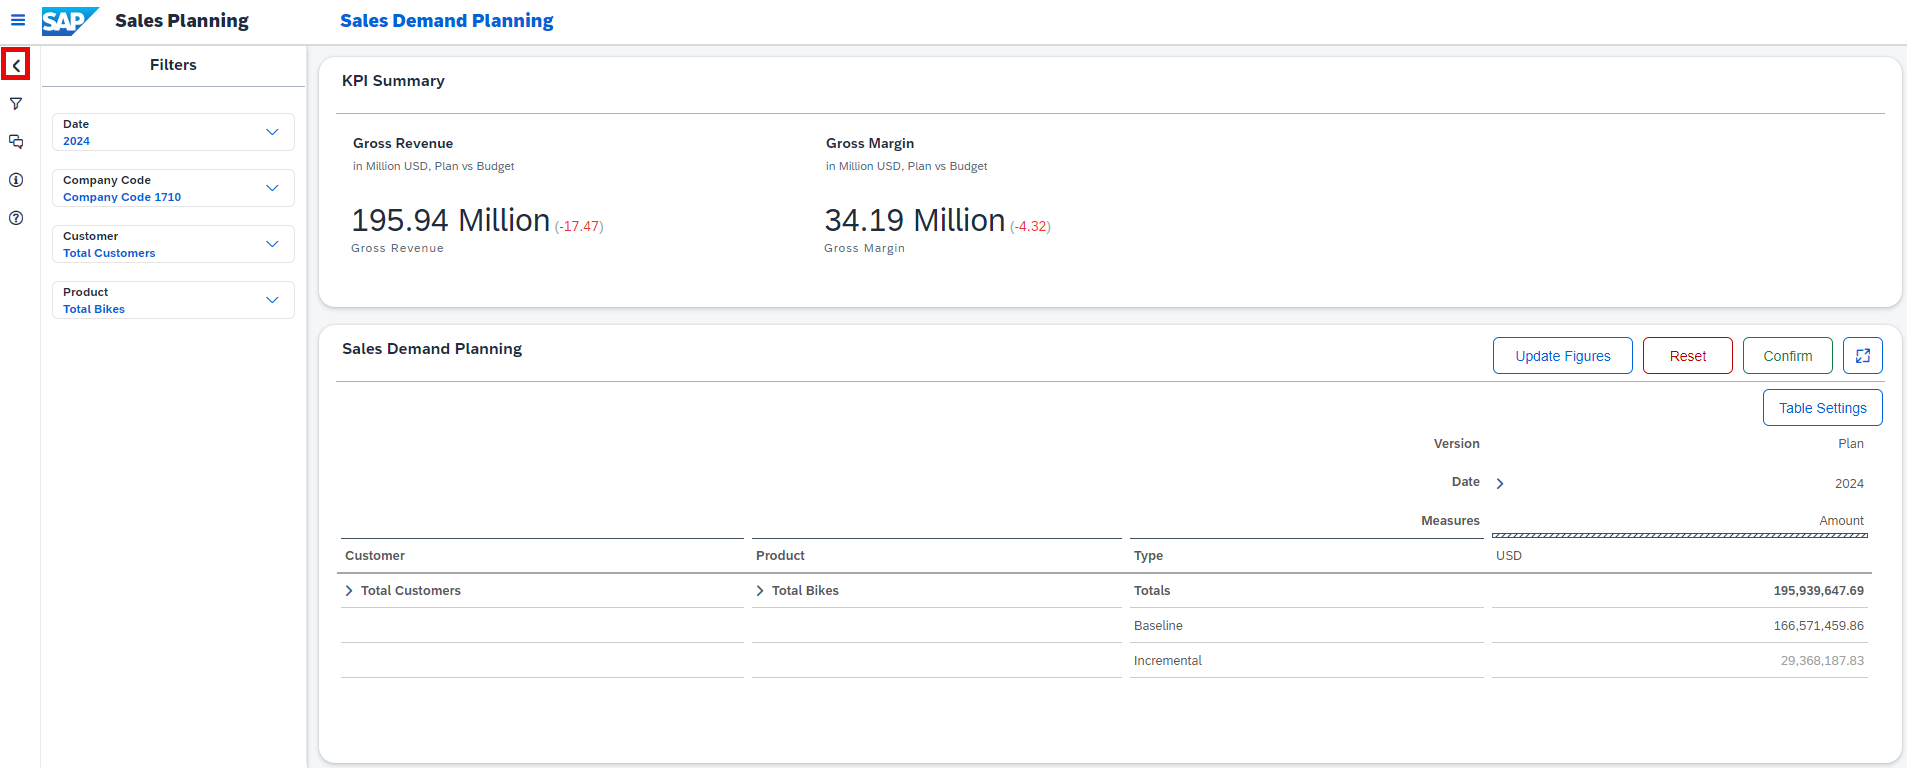 SAP Sales Planning Sales Demand Planning
Filters
Date
2024
Company Code
Company Code 1710
Customer
Total Customers
Product
Total Bikes
KPI Summary
Gross Revenue
in Million USD, Plan vs Budget
195.94 Million (-17.47)
Gross Revenue
Gross Margin
in Million USD, Plan vs Budget
34.19 Million (-4.32)
Gross Margin
Sales Demand Planning
Update Figures Reset Confirm
Table Settings
Version Plan
Date 2024
Measures Amount
Customer Product Type USD
Total Customers Total Bikes Totals 195,939,647.69
Baseline 166,571,459.86
Incremental 29,368,187.83